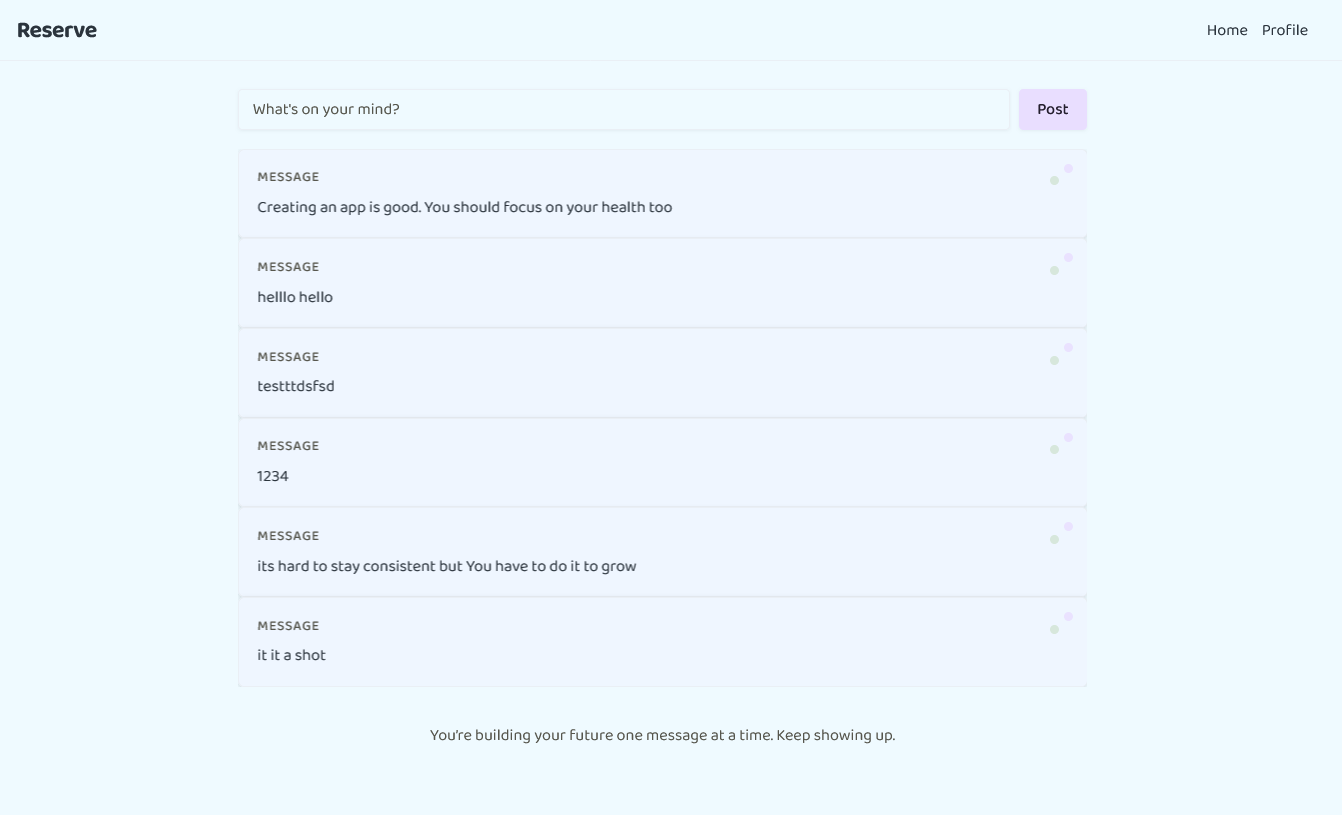 Reserve
Home Profile
What's on your mind?
Post
MESSAGE
Creating an app is good. You should focus on your health too
MESSAGE
helllo hello
MESSAGE
testttdsfsd
MESSAGE
1234
MESSAGE
its hard to stay consistent but You have to do it to grow
MESSAGE
it it a shot
You're building your future one message at a time. Keep showing up.